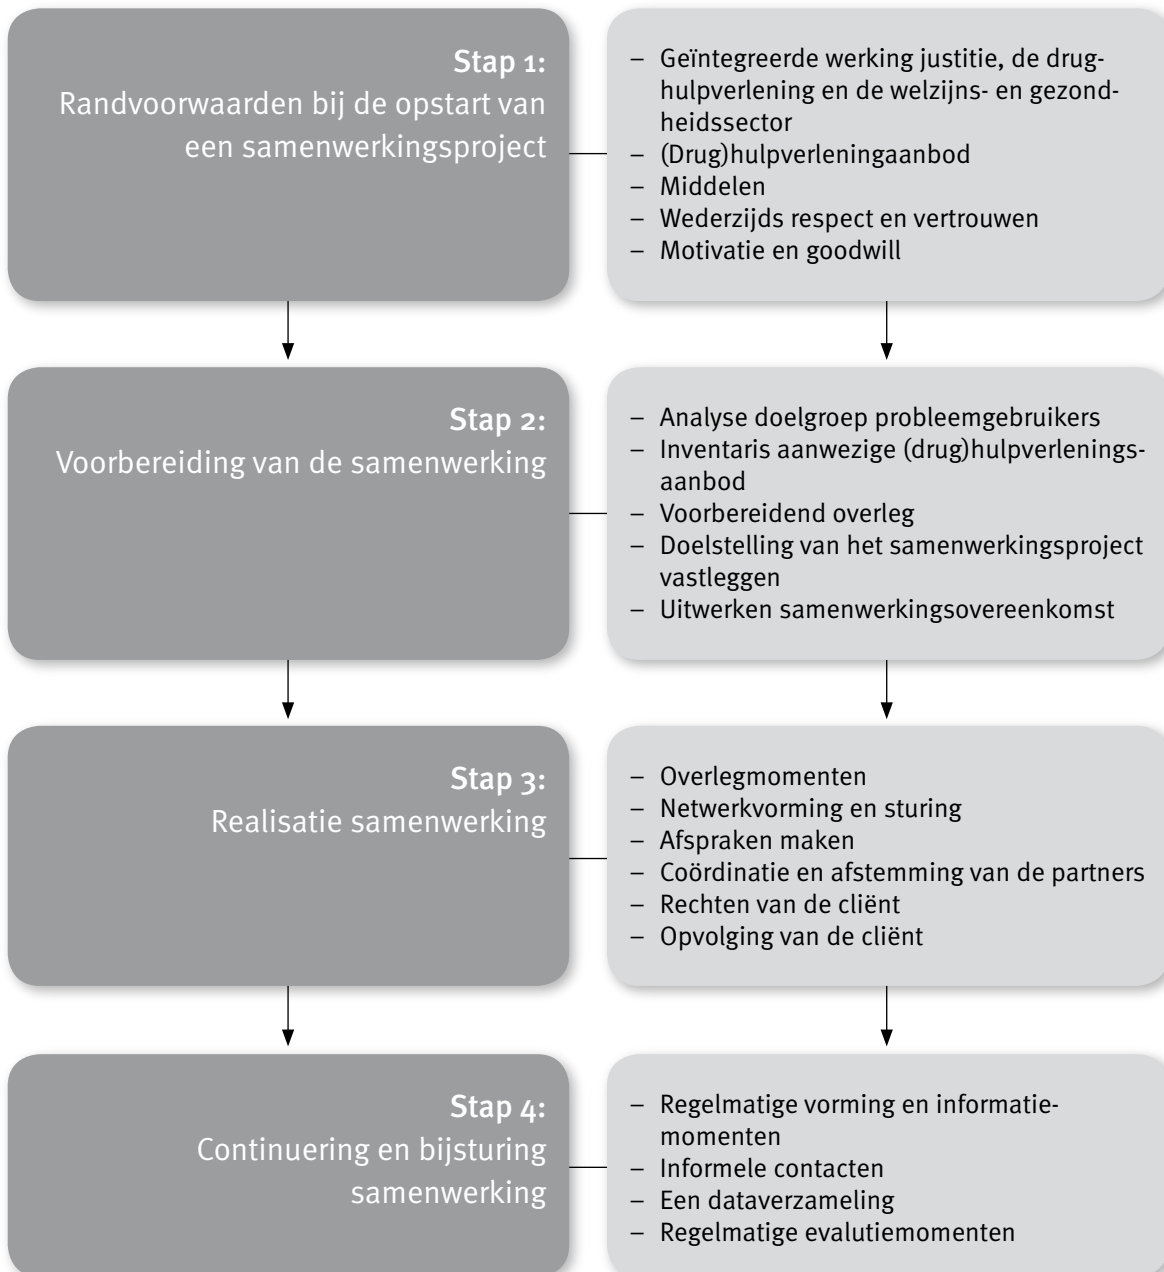 Stap 1:
Randvoorwaarden bij de opstart van
een samenwerkingsproject
– Geïntegreerde werking justitie, de drug-
hulpverlening en de welzijns- en gezond-
heidssector
– (Drug)hulpverleningaanbod
– Middelen
– Wederzijds respect en vertrouwen
– Motivatie en goodwill
Stap 2:
Voorbereiding van de samenwerking
– Analyse doelgroep probleemgebruikers
– Inventaris aanwezige (drug)hulpverlenings-
aanbod
– Voorbereidend overleg
– Doelstelling van het samenwerkingsproject
vastleggen
– Uitwerken samenwerkingsovereenkomst
Stap 3:
Realisatie samenwerking
– Overlegmomenten
– Netwerkvorming en sturing
– Afspraken maken
– Coördinatie en afstemming van de partners
– Rechten van de cliënt
– Opvolging van de cliënt
Stap 4:
Continuering en bijsturing
samenwerking
– Regelmatige vorming en informatie-
momenten
– Informele contacten
– Een dataverzameling
– Regelmatige evalutiemomenten